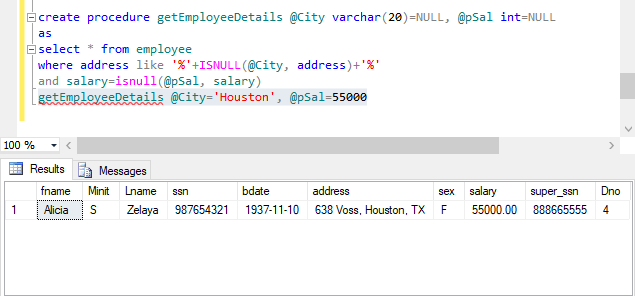 create procedure getEmployeeDetails @City varchar(20)=NULL, @pSal int=NULL
as
select * from employee
where address like '%'+ISNULL(@City, address)+'%'
and salary=isnull(@pSal, salary)
getEmployeeDetails @City='Houston', @pSal=55000
100 %
Results Messages
fname Minit Lname ssn bdate address sex salary super_ssn Dno
1 Alicia S Zelaya 987654321 1937-11-10 638 Voss, Houston, TX F 55000.00 888665555 4